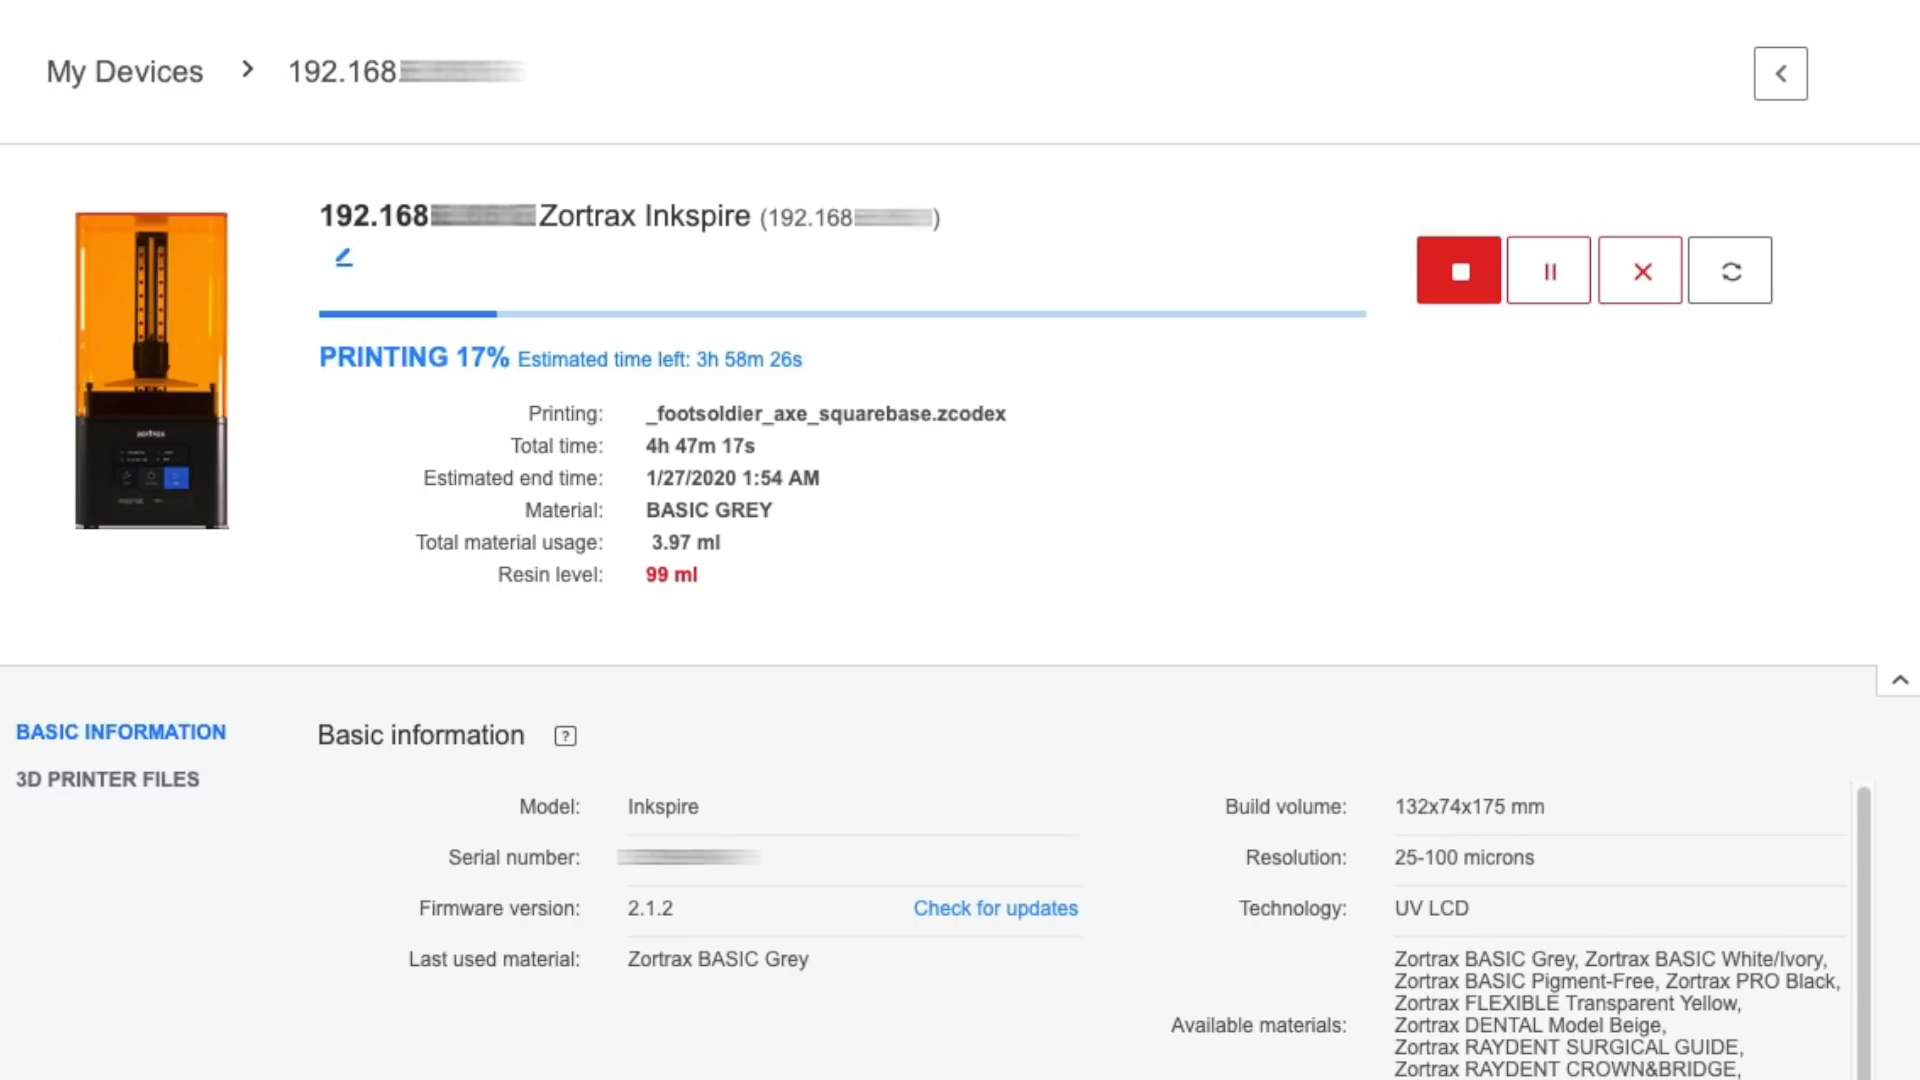 My Devices > 192.168
192.168 Zortrax Inkspire (192.168 )
PRINTING 17% Estimated time left: 3h 58m 26s
Printing: _footsoldier_axe_squarebase.zcodex
Total time: 4h 47m 17s
Estimated end time: 1/27/2020 1:54 AM
Material: BASIC GREY
Total material usage: 3.97 ml
Resin level: 99 ml
zortrax
BASIC INFORMATION
3D PRINTER FILES
Basic information ?
Model: Inkspire
Serial number:
Firmware version: 2.1.2 Check for updates
Last used material: Zortrax BASIC Grey
Build volume: 132x74x175 mm
Resolution: 25-100 microns
Technology: UV LCD
Available materials:
Zortrax BASIC Grey, Zortrax BASIC White/Ivory,
Zortrax BASIC Pigment-Free, Zortrax PRO Black,
Zortrax FLEXIBLE Transparent Yellow,
Zortrax DENTAL Model Beige,
Zortrax RAYDENT SURGICAL GUIDE,
Zortrax RAYDENT CROWN&BRIDGE,